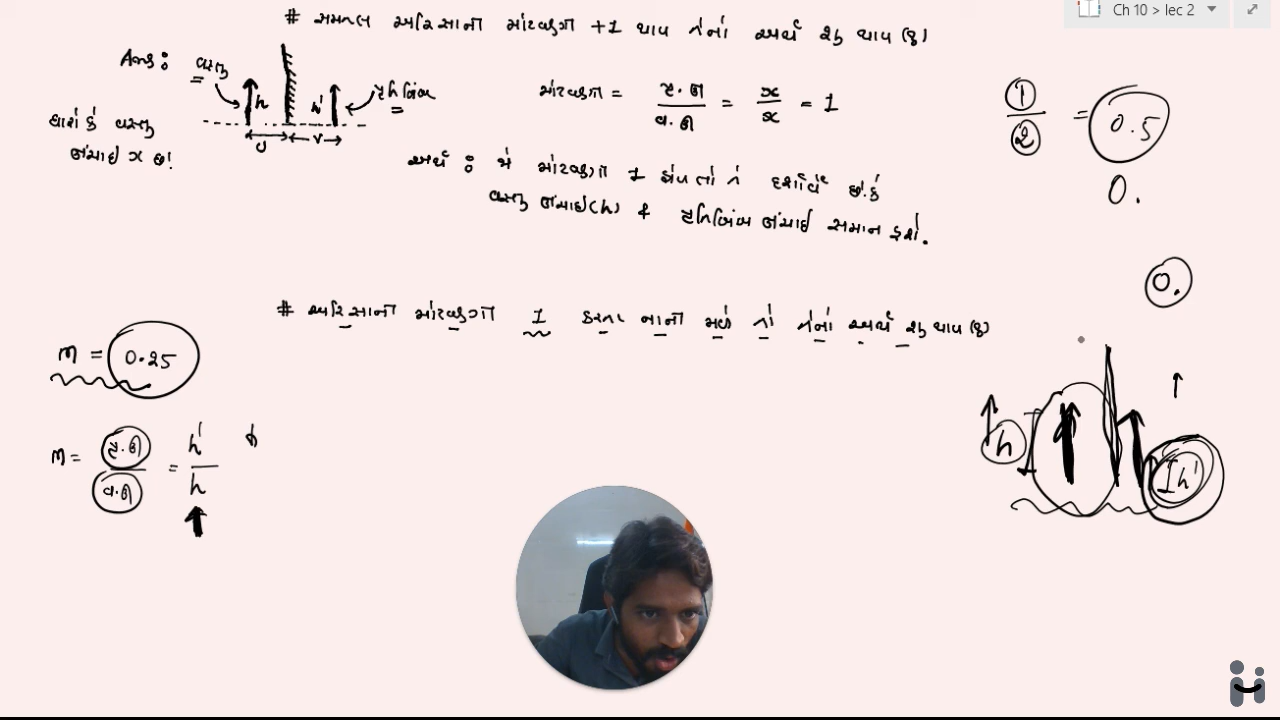 Ch 10 > lec 2
# સમતલ અરિસાની મોટવણી +1 થાય તેનો અર્થ શું થાય (?)
Ans :
વસ્તુ
h
h'
પ્રતિબિંબ
U
V
ધારો કે વસ્તુ
ઊંચાઈ x છે!
મોટવણી = પ્ર.ઊ / વ.ઊ = x / x = 1
અર્થ : જો મોટવણી 1 હોય તો તે દર્શાવે છે કે
વસ્તુ ઊંચાઈ (h) & પ્રતિબિંબ ઊંચાઈ સમાન હશે.
1 / 2 = 0.5
0.
0.
# અરિસાની મોટવણી 1 કરતા નાની મળે તો તેનો અર્થ શું થાય (?)
m = 0.25
m = પ્ર.ઊ / વ.ઊ = h' / h
h
h'